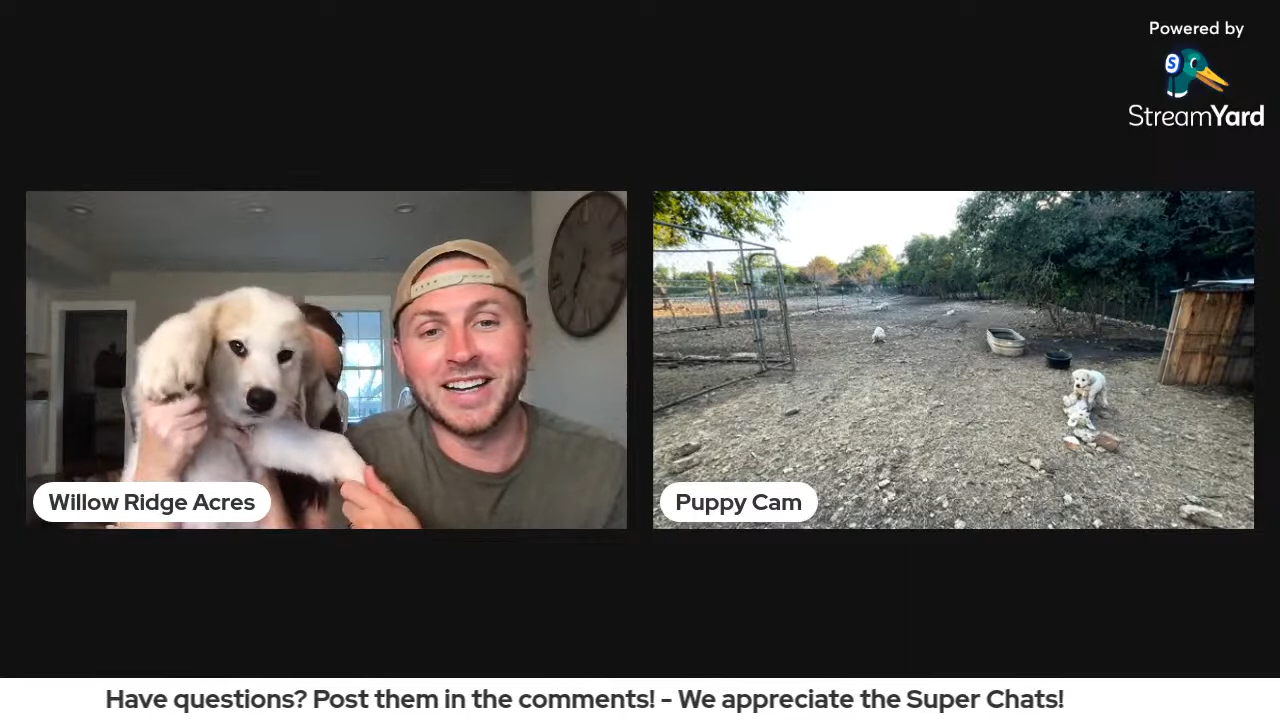 Powered by
StreamYard
Willow Ridge Acres
Puppy Cam
Have questions? Post them in the comments! - We appreciate the Super Chats!